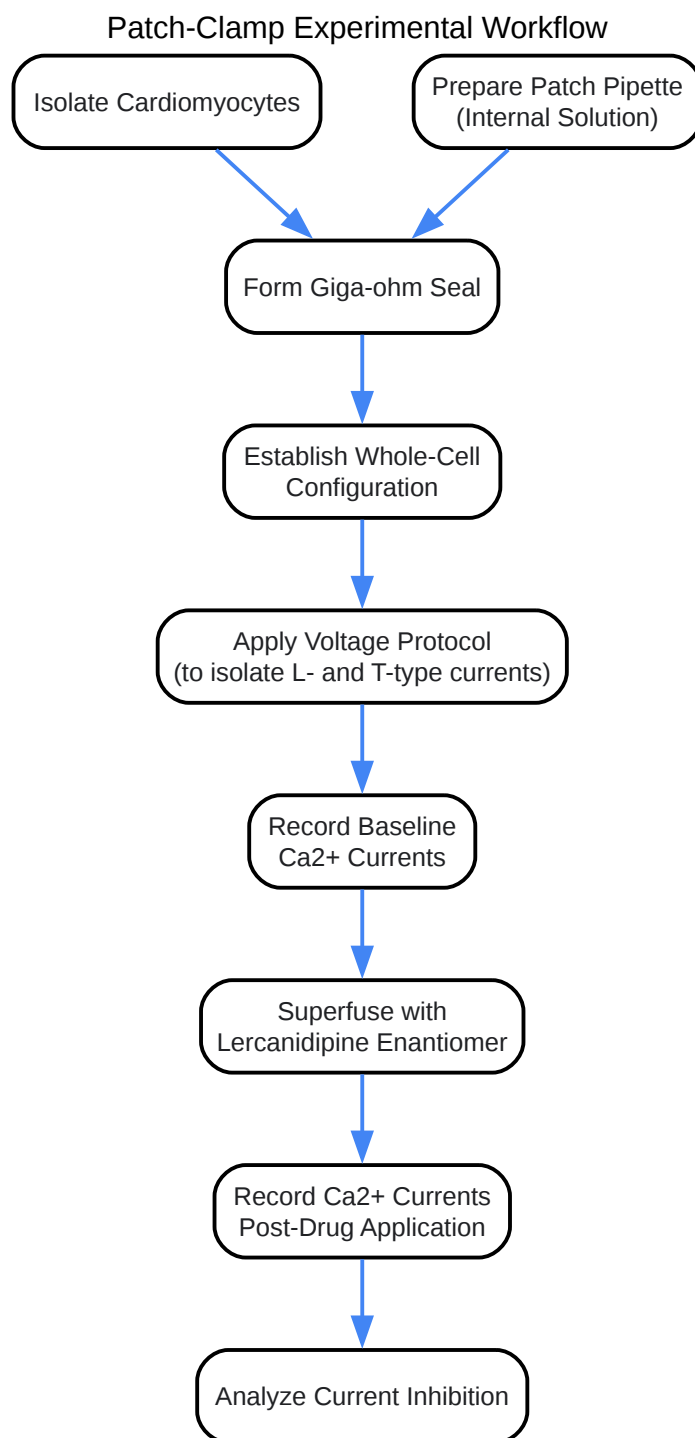 Patch-Clamp Experimental Workflow
Isolate Cardiomyocytes
Prepare Patch Pipette
(Internal Solution)
Form Giga-ohm Seal
Establish Whole-Cell
Configuration
Apply Voltage Protocol
(to isolate L- and T-type currents)
Record Baseline
Ca2+ Currents
Superfuse with
Lercanidipine Enantiomer
Record Ca2+ Currents
Post-Drug Application
Analyze Current Inhibition